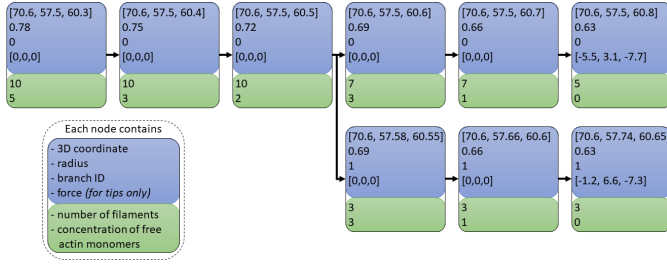 [70.6, 57.5, 60.3]
0.78
0
[0,0,0]
10
5
[70.6, 57.5, 60.4]
0.75
0
[0,0,0]
10
3
[70.6, 57.5, 60.5]
0.72
0
[0,0,0]
10
2
[70.6, 57.5, 60.6]
0.69
0
[0,0,0]
7
3
[70.6, 57.5, 60.7]
0.66
0
[0,0,0]
7
1
[70.6, 57.5, 60.8]
0.63
0
[-5.5, 3.1, -7.7]
5
0
[70.6, 57.58, 60.55]
0.69
1
[0,0,0]
3
3
[70.6, 57.66, 60.6]
0.66
1
[0,0,0]
3
1
[70.6, 57.74, 60.65
0.63
1
[-1.2, 6.6, -7.3]
3
0
Each node contains
- 3D coordinate
- radius
- branch ID
- force (for tips only)
- number of filaments
- concentration of free
actin monomers